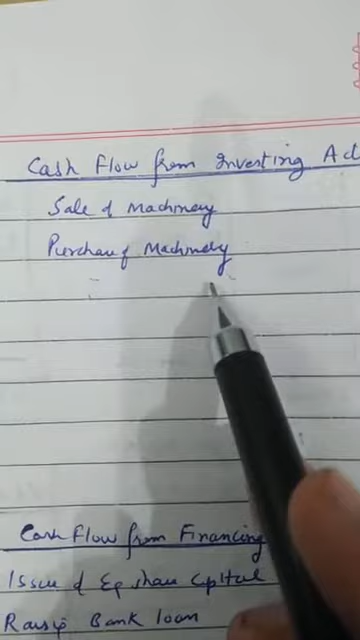 Cash Flow from Investing Act
Sale of Machinery
Purchase of Machinery
Cash Flow from Financing
Issue of Eq share Capital
Raising Bank loan